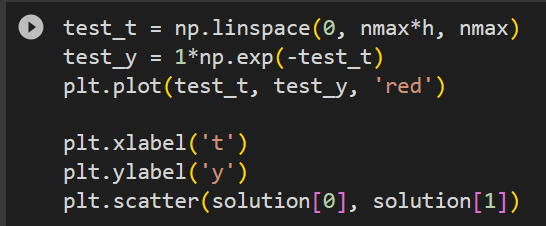 test_t = np.linspace(0, nmax*h, nmax)
test_y = 1*np.exp(-test_t)
plt.plot(test_t, test_y, 'red')
plt.xlabel('t')
plt.ylabel('y')
plt.scatter(solution[0], solution[1])